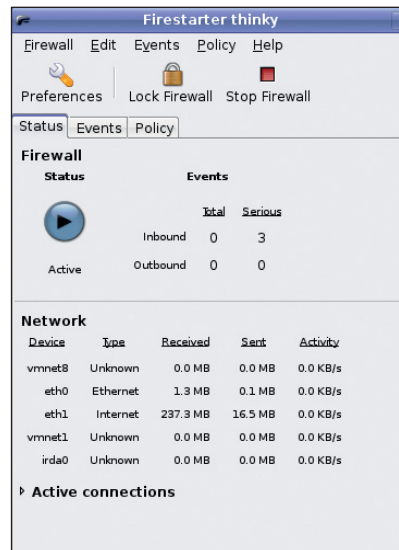 Firestarter thinky
Firewall Edit Events Policy Help
Preferences Lock Firewall Stop Firewall
Status Events Policy
Firewall
Status Events
Total Serious
Inbound 0 3
Outbound 0 0
Active
Network
Device Type Received Sent Activity
vmnet8 Unknown 0.0 MB 0.0 MB 0.0 KB/s
eth0 Ethernet 1.3 MB 0.1 MB 0.0 KB/s
eth1 Internet 237.3 MB 16.5 MB 0.0 KB/s
vmnet1 Unknown 0.0 MB 0.0 MB 0.0 KB/s
irda0 Unknown 0.0 MB 0.0 MB 0.0 KB/s
Active connections